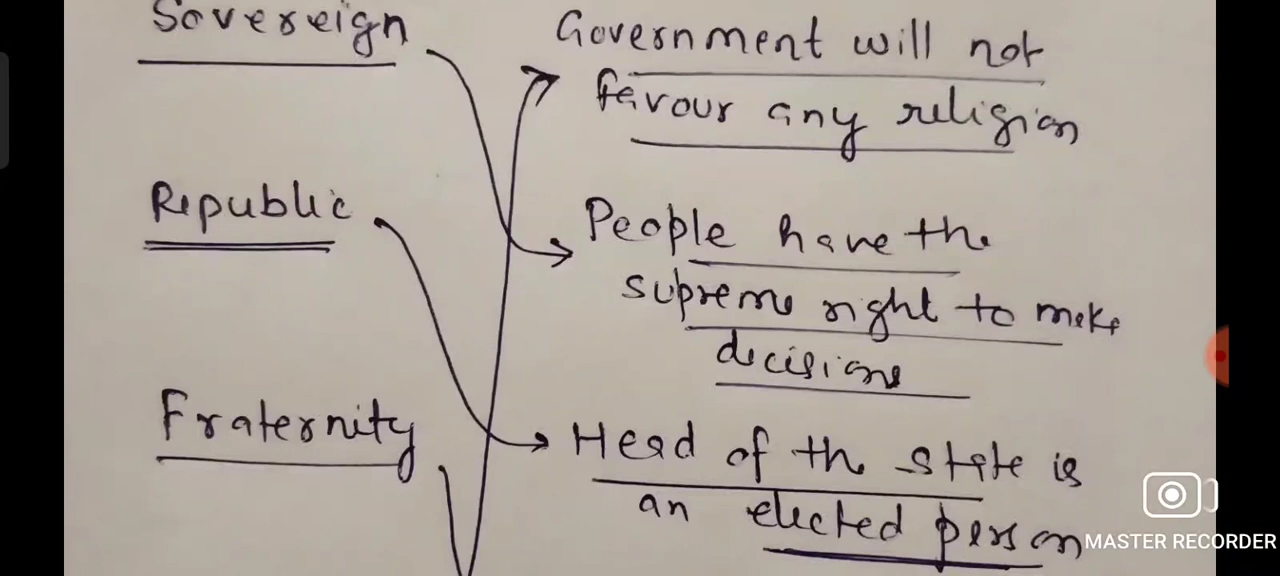 Sovereign
Republic
Fraternity
Government will not
favour any religion
People have the
supreme right to make
decisions
Head of the state is
an elected person
MASTER RECORDER